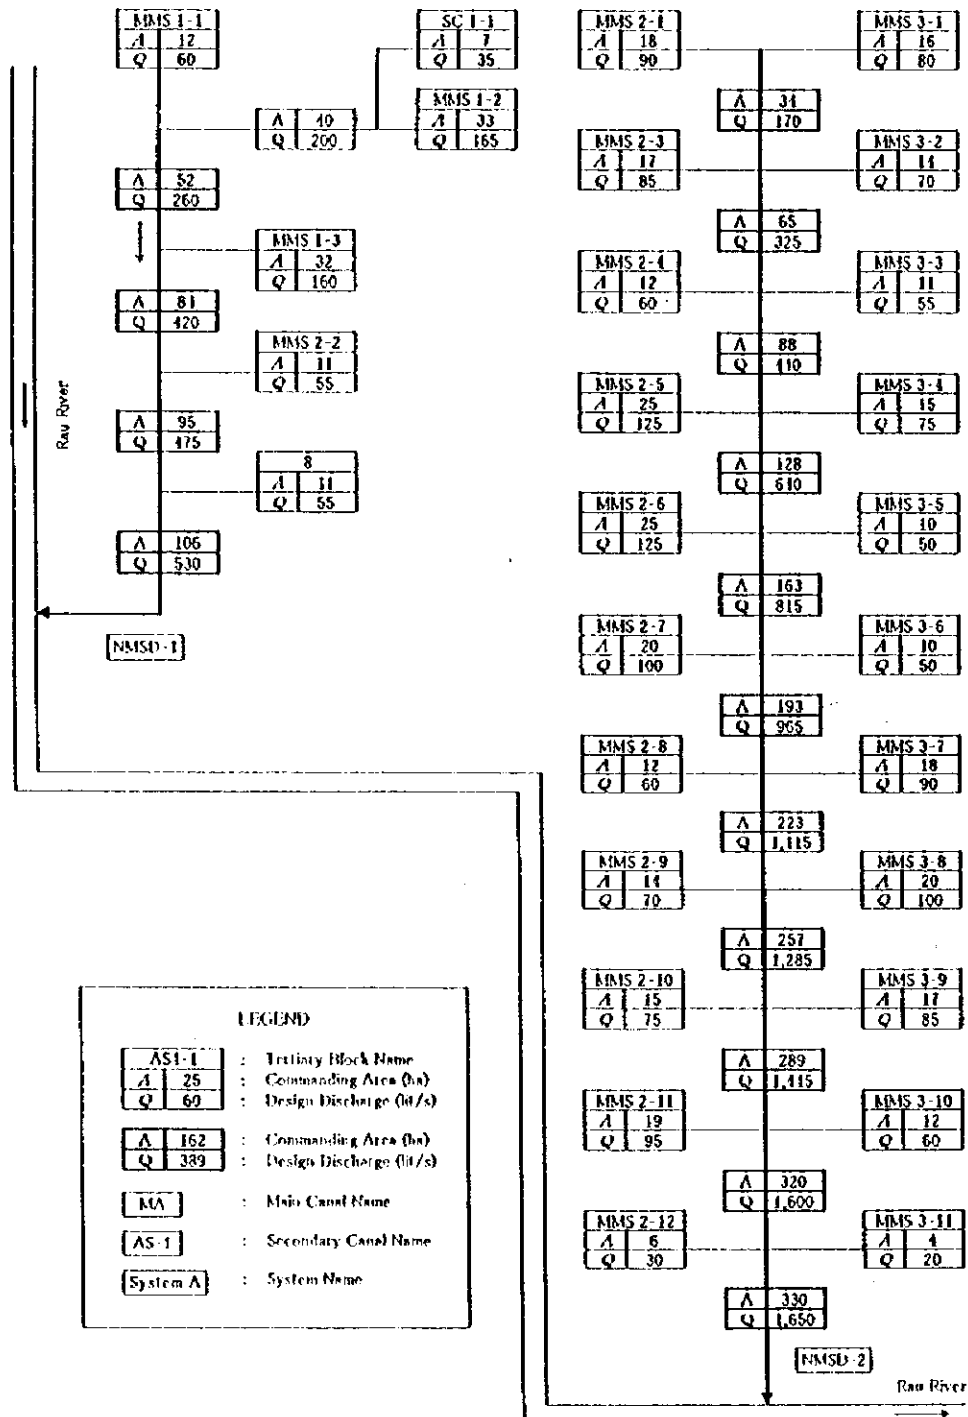 MMS 1-1
A 12
Q 60
SC 1-1
A 7
Q 35
A 40
Q 200
MMS 1-2
A 33
Q 165
A 52
Q 260
MMS 1-3
A 32
Q 160
A 84
Q 420
MMS 2-2
A 11
Q 55
A 95
Q 475
8
A 11
Q 55
A 106
Q 530
NMSD-1
Rau River
MMS 2-1
A 18
Q 90
MMS 3-1
A 16
Q 80
A 34
Q 170
MMS 2-3
A 17
Q 85
MMS 3-2
A 14
Q 70
A 65
Q 325
MMS 2-4
A 12
Q 60
MMS 3-3
A 11
Q 55
A 88
Q 440
MMS 2-5
A 25
Q 125
MMS 3-4
A 15
Q 75
A 128
Q 640
MMS 2-6
A 25
Q 125
MMS 3-5
A 10
Q 50
A 163
Q 815
MMS 2-7
A 20
Q 100
MMS 3-6
A 10
Q 50
A 193
Q 965
MMS 2-8
A 12
Q 60
MMS 3-7
A 18
Q 90
A 223
Q 1,115
MMS 2-9
A 14
Q 70
MMS 3-8
A 20
Q 100
A 257
Q 1,285
MMS 2-10
A 15
Q 75
MMS 3-9
A 17
Q 85
A 289
Q 1,445
MMS 2-11
A 19
Q 95
MMS 3-10
A 12
Q 60
A 320
Q 1,600
MMS 2-12
A 6
Q 30
MMS 3-11
A 4
Q 20
A 330
Q 1,650
NMSD-2
Rau River
LEGEND
AS1-1 : Tertiary Block Name
A 25 : Commanding Area (ha)
Q 60 : Design Discharge (lit/s)
A 162 : Commanding Area (ha)
Q 389 : Design Discharge (lit/s)
MA : Main Canal Name
AS-1 : Secondary Canal Name
System A : System Name